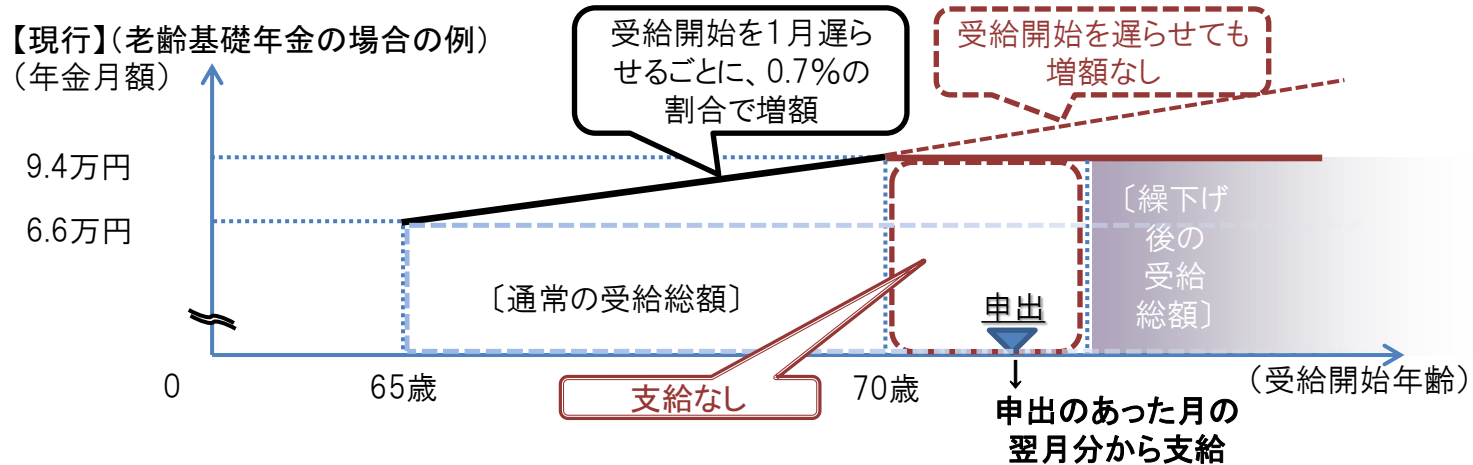 【現行】(老齢基礎年金の場合の例)
(年金月額)
受給開始を1月遅ら
せるごとに、0.7%の
割合で増額
受給開始を遅らせても
増額なし
9.4万円
6.6万円
〔通常の受給総額〕
申出
〔繰下げ
後の
受給
総額〕
0
65歳
支給なし
70歳
(受給開始年齢)
↓
申出のあった月の
翌月分から支給